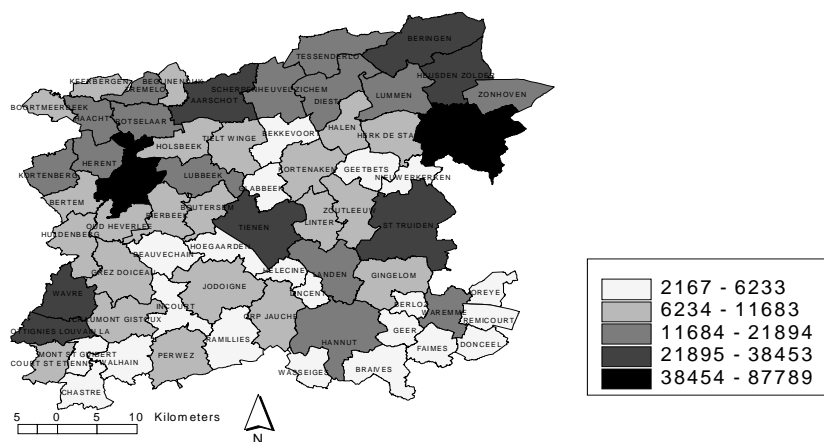 BERINGEN
TESSENDERLO
HEUSDEN ZOLDER
KEERBERGEN
BEGIJNENDIJK
TREMELO
SCHERPENHEUVEL ZICHEM
ZONHOVEN
AARSCHOT
DIEST
LUMMEN
BOORTMEERBEEK
HAACHT
ROTSELAAR
HALEN
HERK DE STA
TIELT WINGE
BEKKEVOORT
HOLSBEEK
HERENT
KORTENBERG
LUBBEEK
KORTENAKEN
GEETBETS
NIEUWERKERKEN
GLABBEEK
BERTEM
BOUTERSEM
BIERBEEK
ZOUTLEEUW
OUD HEVERLEE
TIENEN
LINTER
ST TRUIDEN
HULDENBERG
HOEGAARDEN
BEAUVECHAIN
HELECINE
LANDEN
GINGELOM
GREZ DOICEAU
JODOIGNE
LINCENT
OREYE
WAVRE
INCOURT
BERLOZ
WAREMME
CHAUMONT GISTOUX
ORP JAUCHE
REMICOURT
OTTIGNIES LOUVAIN LA
GEER
RAMILLIES
HANNUT
DONCEEL
MONT ST GUIBERT
PERWEZ
FAIMES
COURT ST ETIENNE
WALHAIN
WASSEIGES
BRAIVES
CHASTRE
2167 - 6233
6234 - 11683
11684 - 21894
21895 - 38453
38454 - 87789
5 0 5 10 Kilometers
N